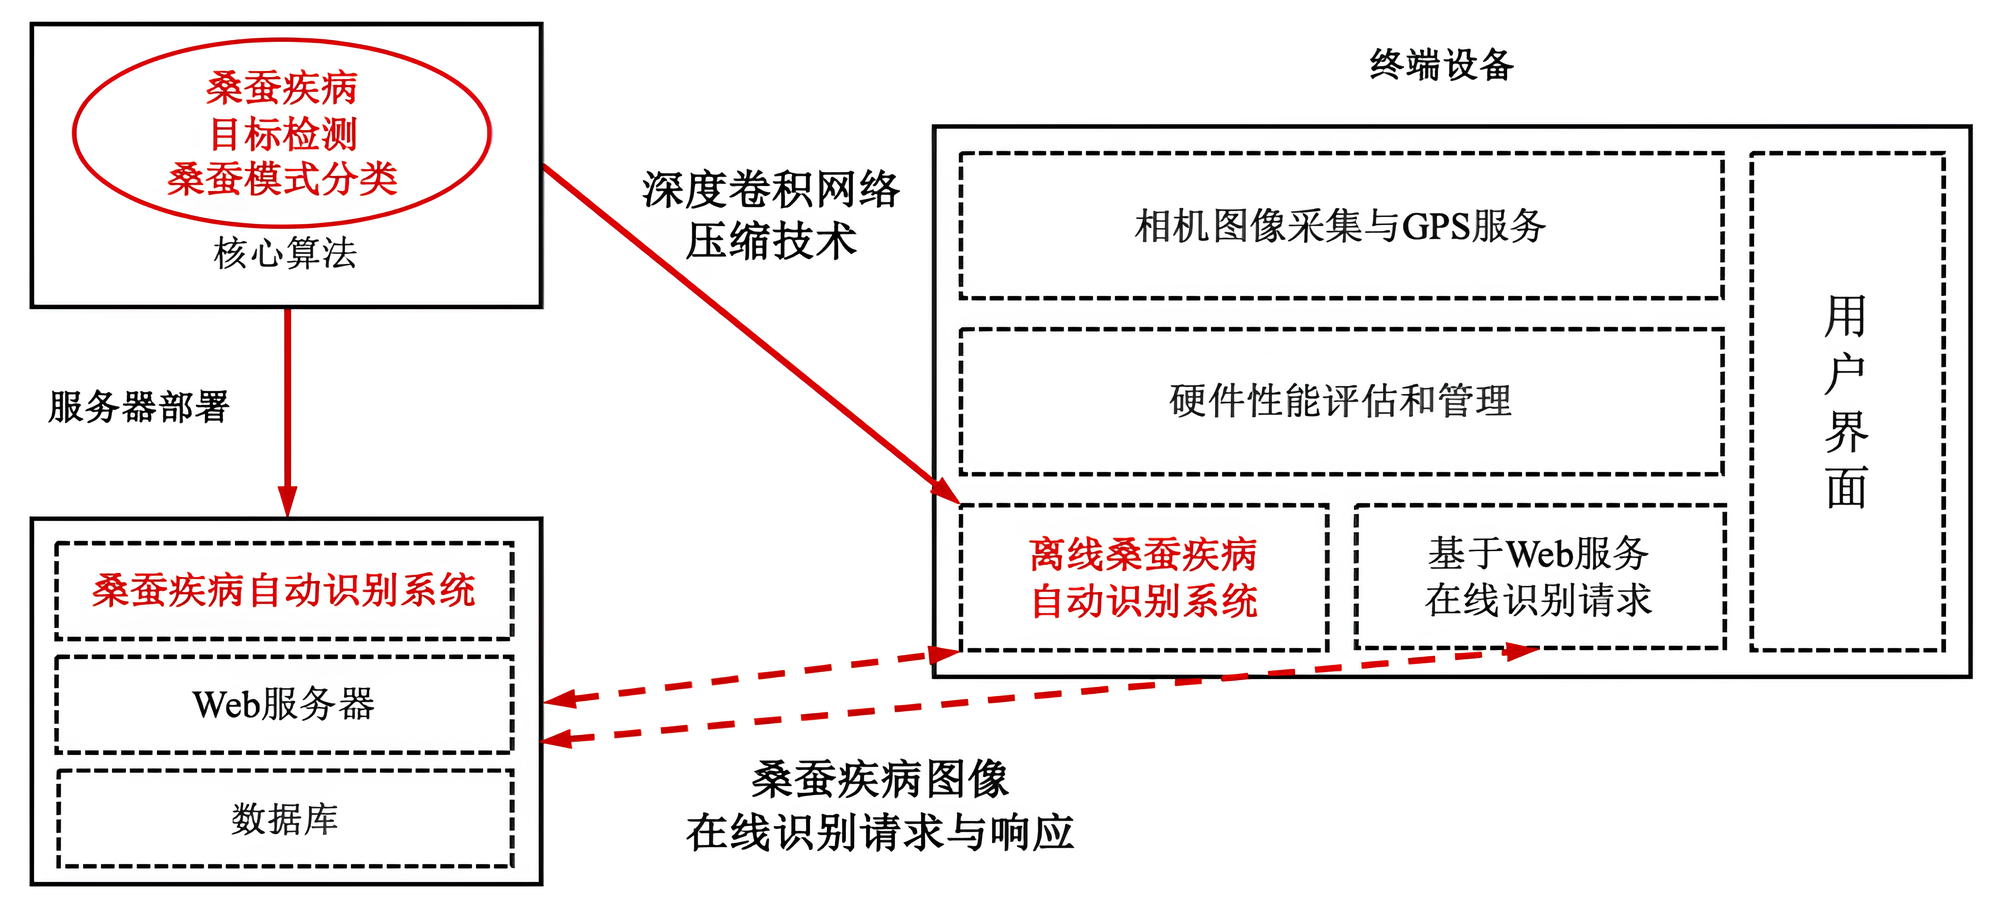 桑蚕疾病
目标检测
桑蚕模式分类
核心算法
服务器部署
桑蚕疾病自动识别系统
Web服务器
数据库
深度卷积网络
压缩技术
终端设备
相机图像采集与GPS服务
硬件性能评估和管理
离线桑蚕疾病
自动识别系统
基于Web服务
在线识别请求
用
户
界
面
桑蚕疾病图像
在线识别请求与响应